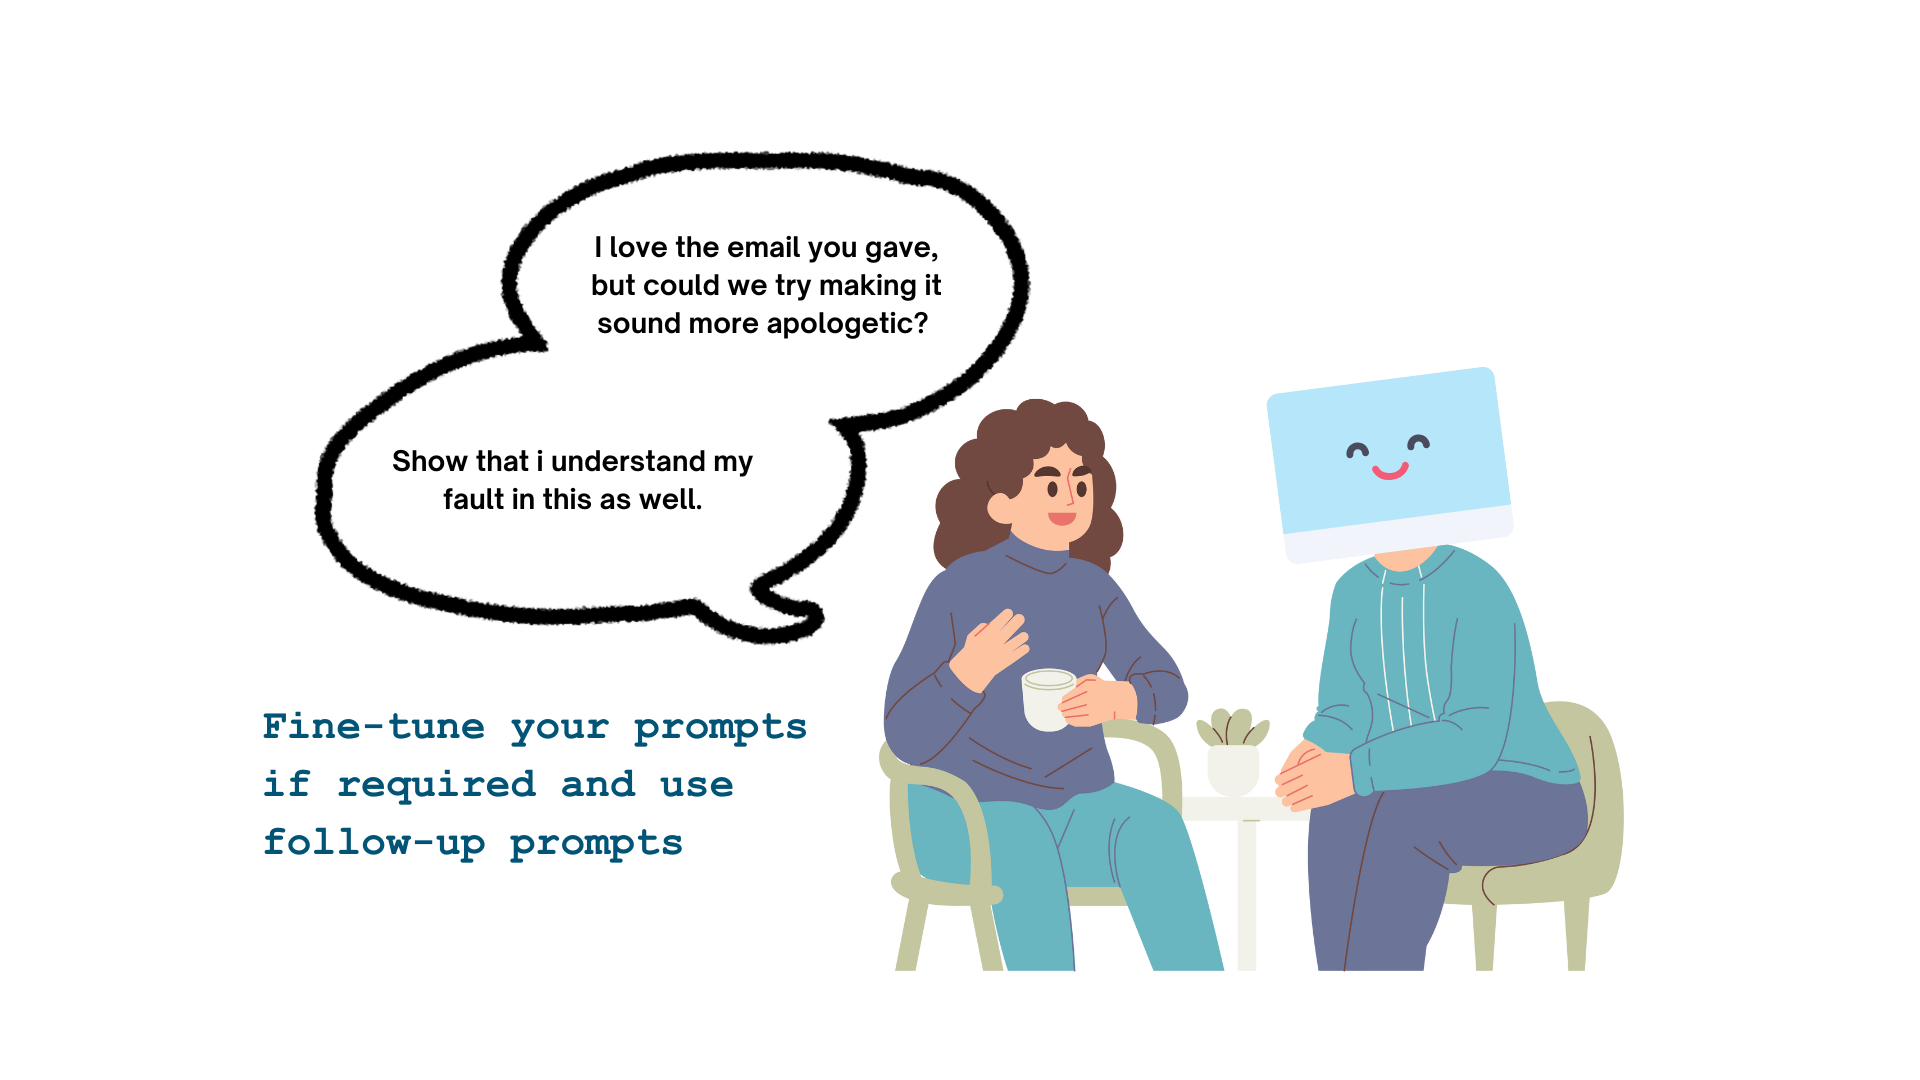 I love the email you gave,
but could we try making it
sound more apologetic?
Show that i understand my
fault in this as well.
Fine-tune your prompts
if required and use
follow-up prompts